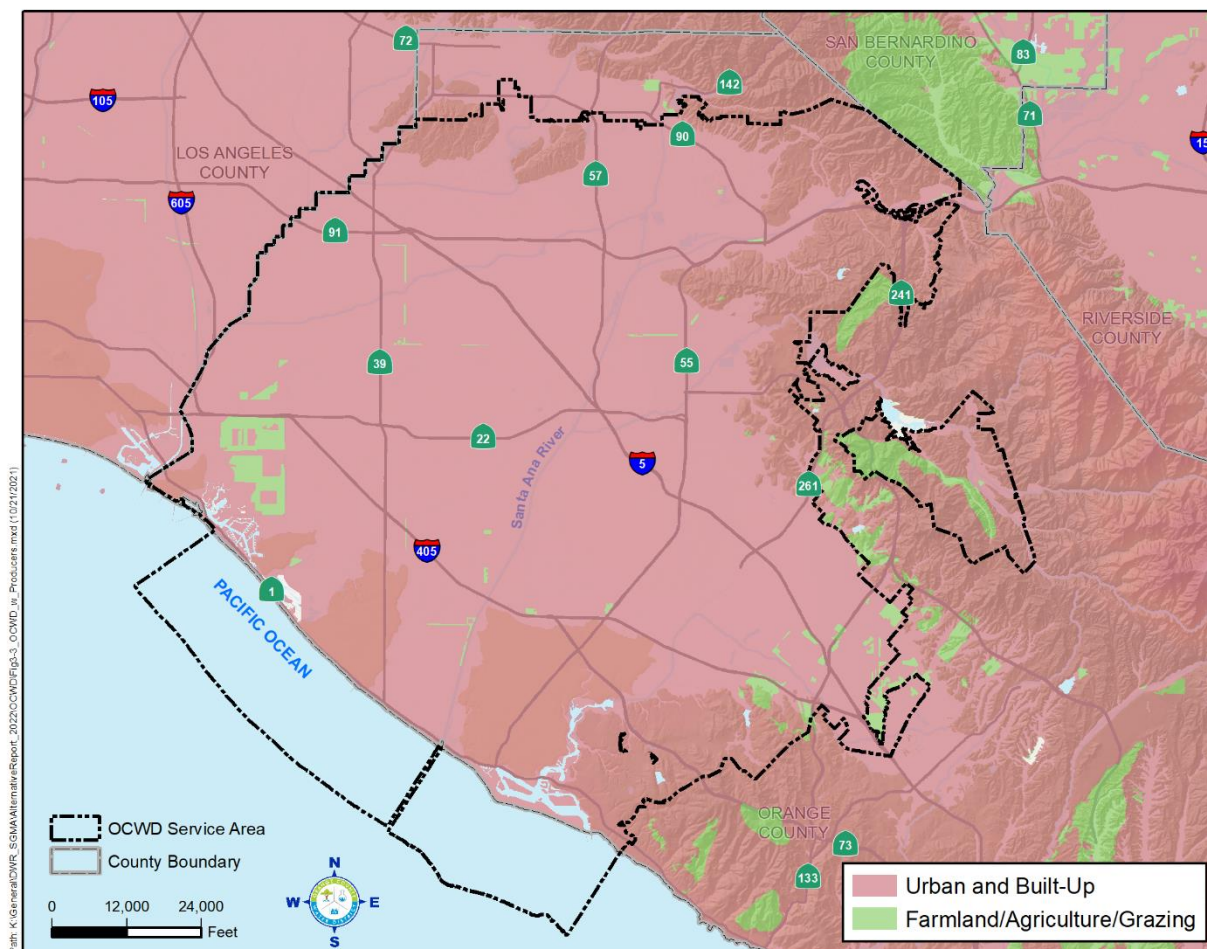 72
SAN BERNARDINO
COUNTY
83
142
105
71
90
15
LOS ANGELES
COUNTY
57
605
91
241
RIVERSIDE
COUNTY
39
55
22
Santa Ana River
5
261
405
1
PACIFIC OCEAN
ORANGE
COUNTY
73
133
OCWD Service Area
County Boundary
0 12,000 24,000
Feet
N
W E
S
Urban and Built-Up
Farmland/Agriculture/Grazing